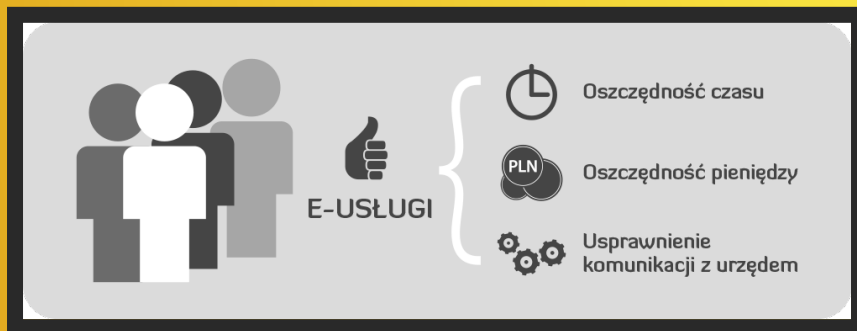 E-USŁUGI
Oszczędność czasu
PLN
Oszczędność pieniędzy
Usprawnienie
komunikacji z urzędem